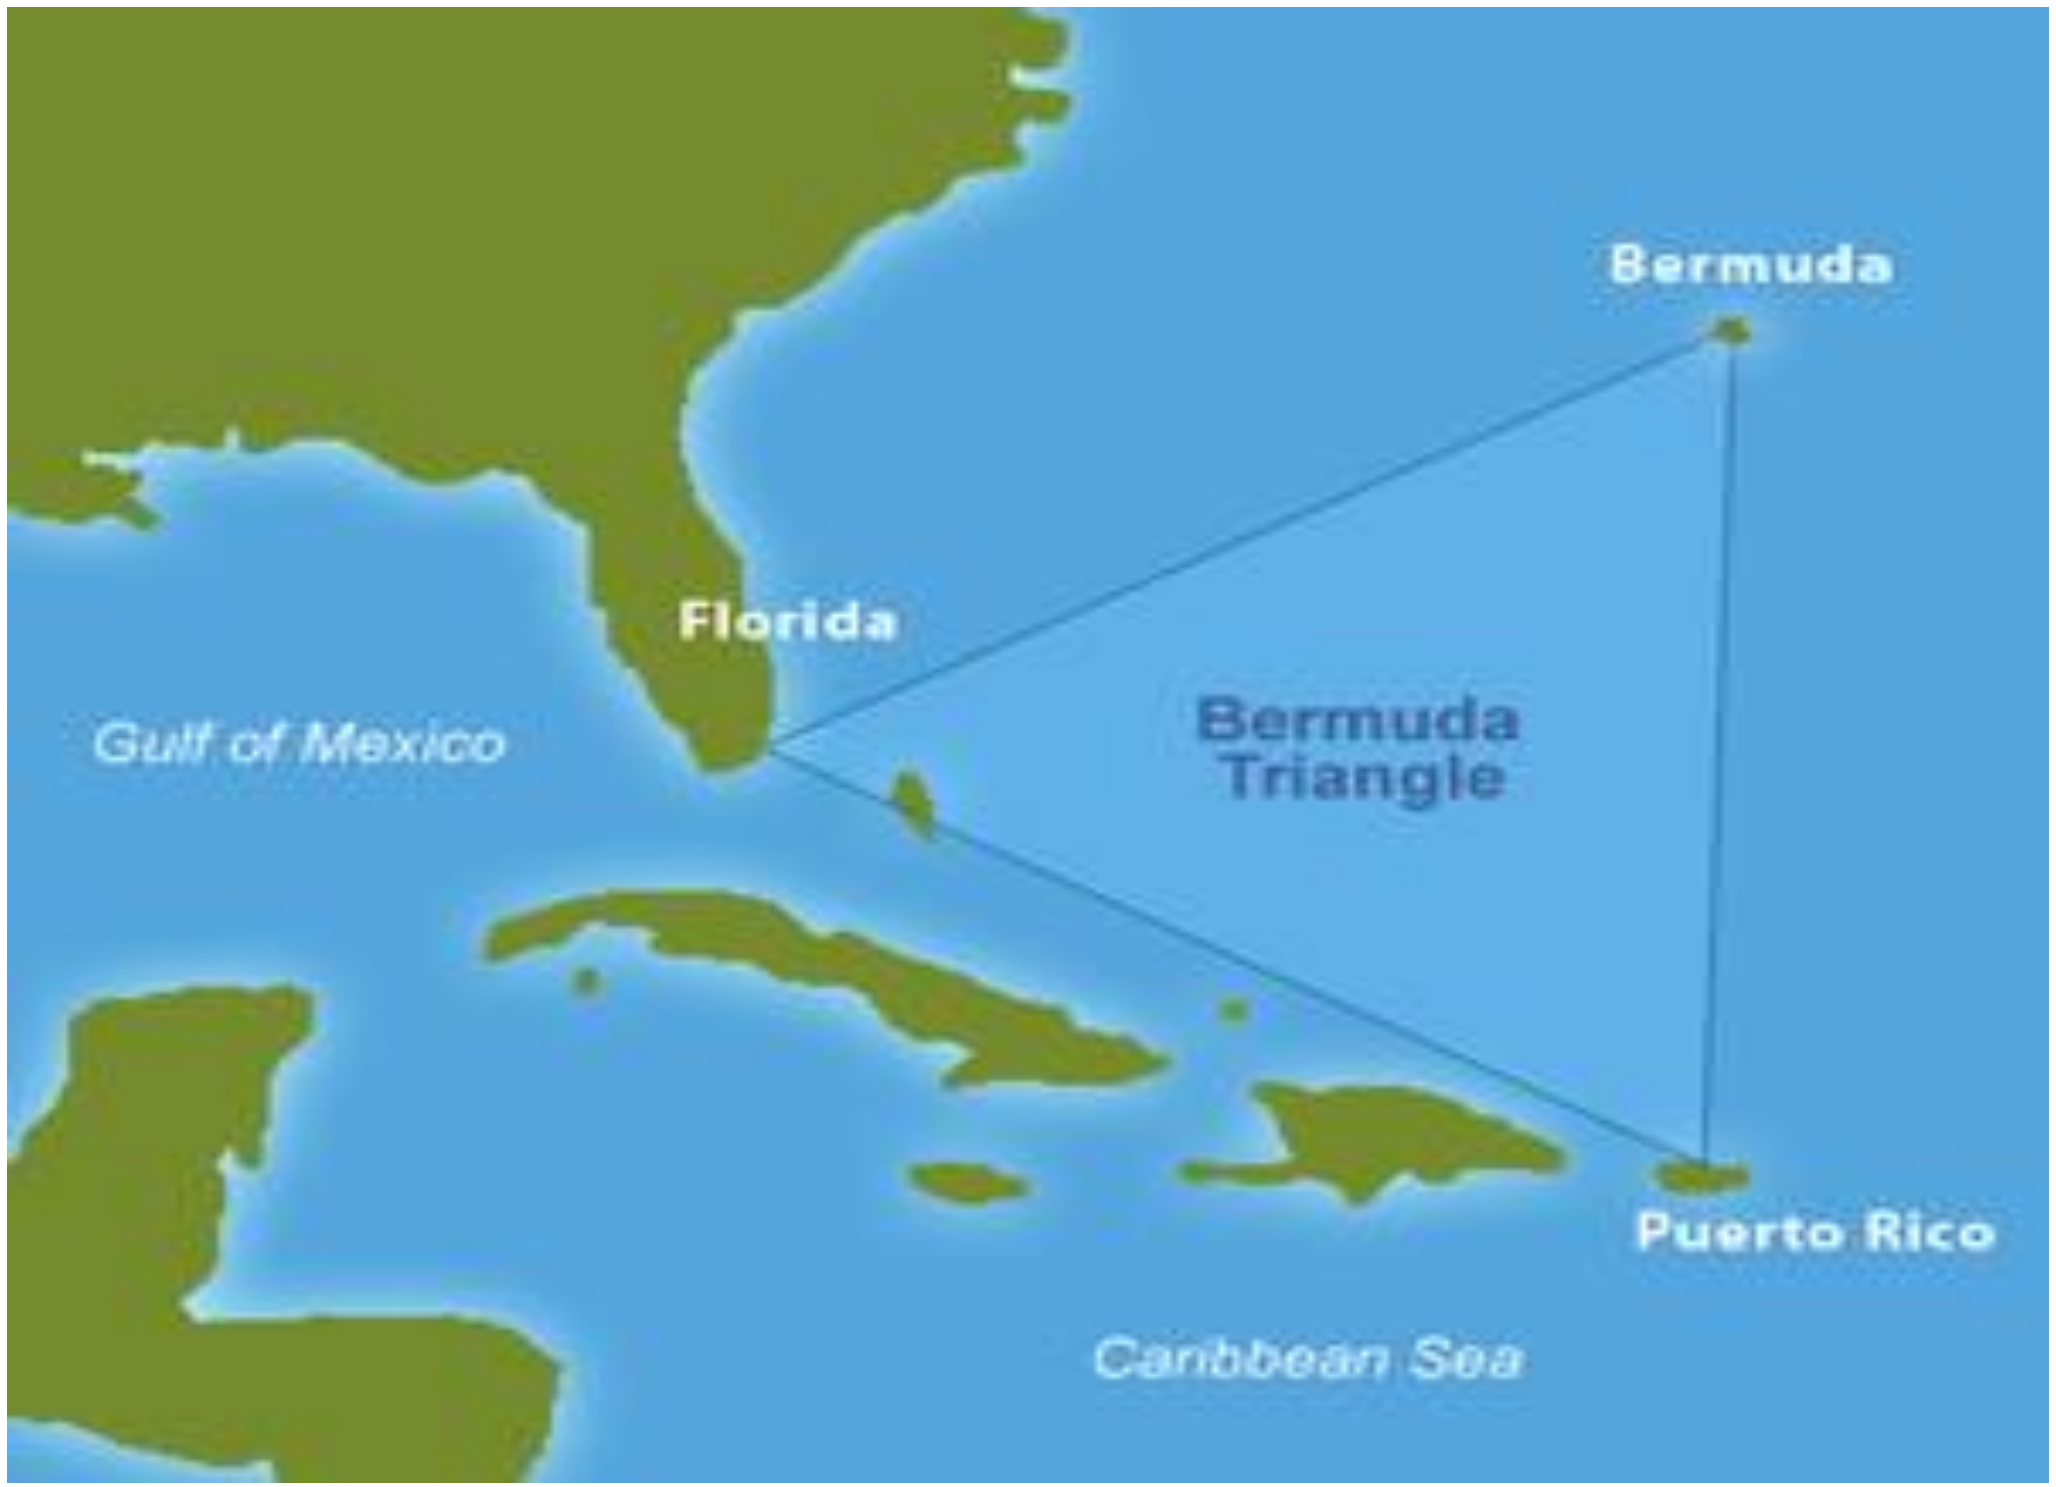 Bermuda
Florida
Gulf of Mexico
Bermuda
Triangle
Puerto Rico
Caribbean Sea